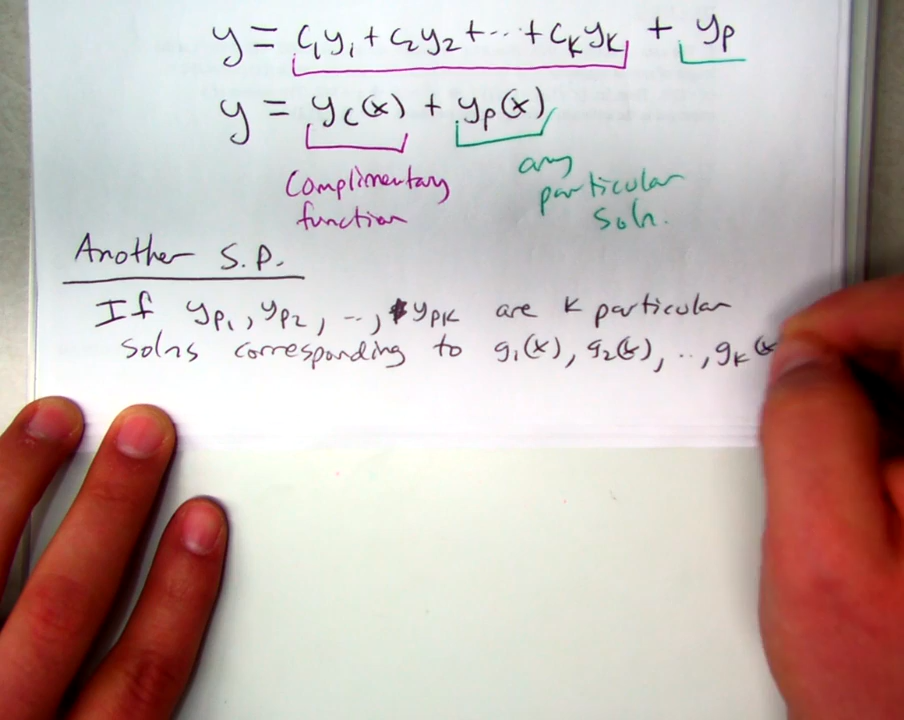 y = c₁y₁ + c₂y₂ + ... + cₖyₖ + yₚ
y = y_c(x) + yₚ(x)
Complimentary
function
any
particular
soln.
Another S.P.
If yₚ₁, yₚ₂, ..., yₚₖ are k particular
solns corresponding to g₁(x), g₂(x), ..., gₖ(x